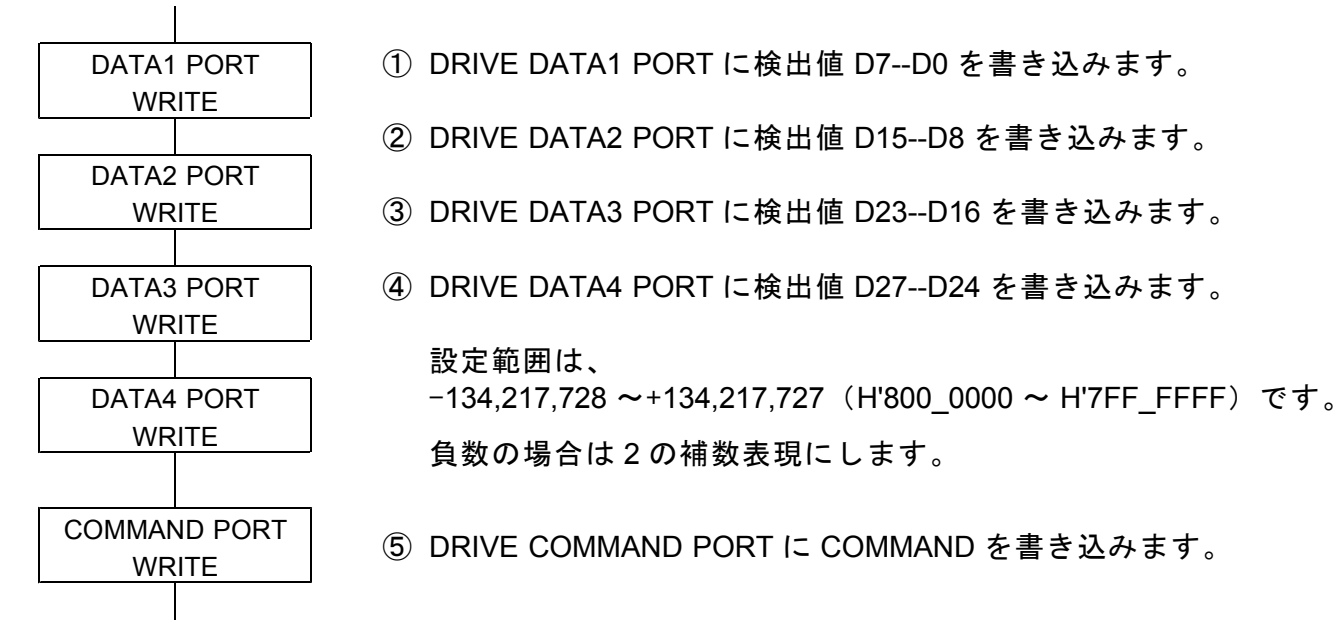 DATA1 PORT
WRITE
① DRIVE DATA1 PORT に検出値 D7--D0 を書き込みます。
② DRIVE DATA2 PORT に検出値 D15--D8 を書き込みます。
DATA2 PORT
WRITE
③ DRIVE DATA3 PORT に検出値 D23--D16 を書き込みます。
DATA3 PORT
WRITE
④ DRIVE DATA4 PORT に検出値 D27--D24 を書き込みます。
設定範囲は、
−134,217,728 ～+134,217,727（H'800_0000 ～ H'7FF_FFFF）です。
DATA4 PORT
WRITE
負数の場合は 2 の補数表現にします。
COMMAND PORT
WRITE
⑤ DRIVE COMMAND PORT に COMMAND を書き込みます。